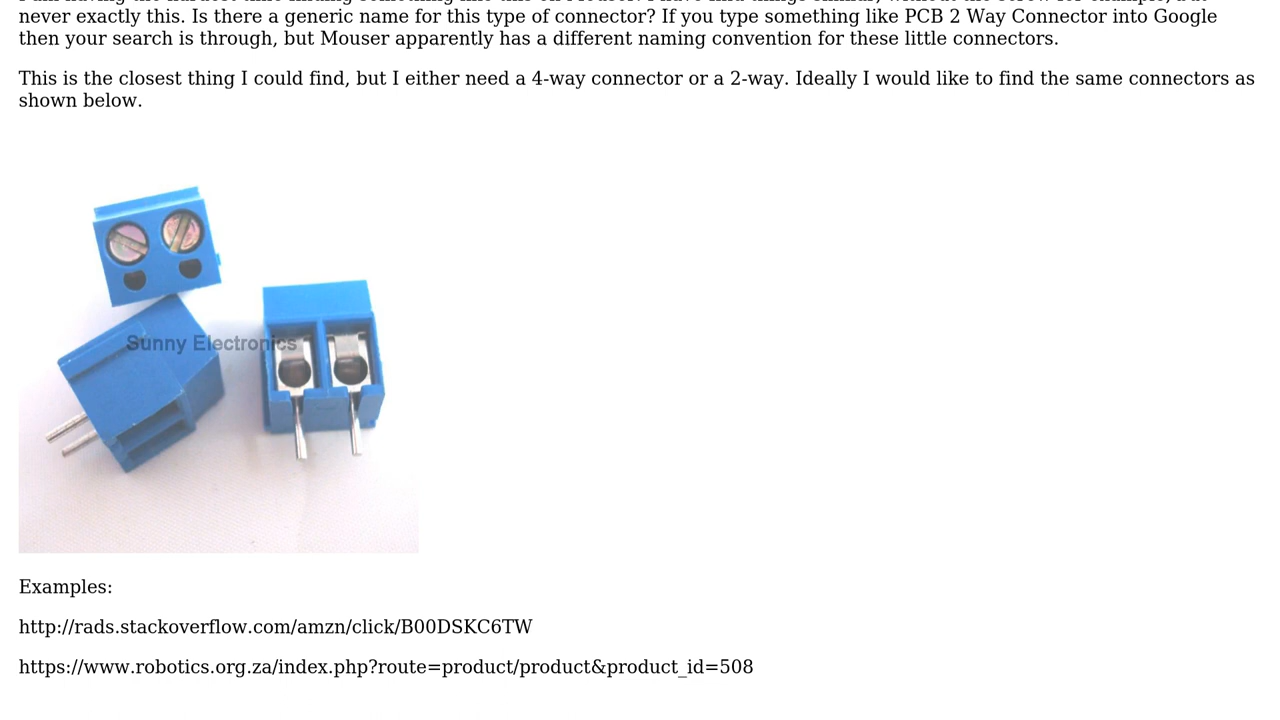 never exactly this. Is there a generic name for this type of connector? If you type something like PCB 2 Way Connector into Google
then your search is through, but Mouser apparently has a different naming convention for these little connectors.
This is the closest thing I could find, but I either need a 4-way connector or a 2-way. Ideally I would like to find the same connectors as
shown below.
Sunny Electronics
Examples:
http://rads.stackoverflow.com/amzn/click/B00DSKC6TW
https://www.robotics.org.za/index.php?route=product/product&product_id=508